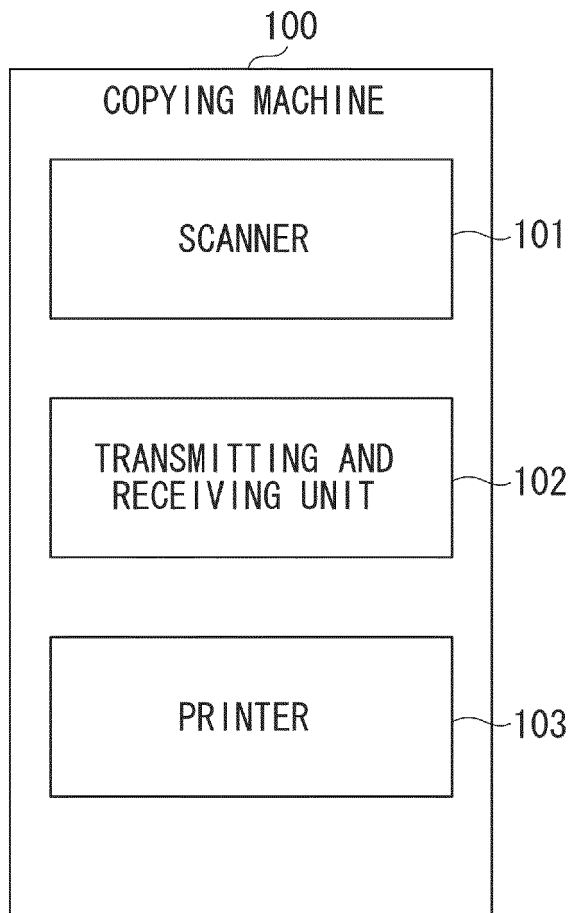 100
COPYING MACHINE
SCANNER
101
TRANSMITTING AND
RECEIVING UNIT
102
PRINTER
103